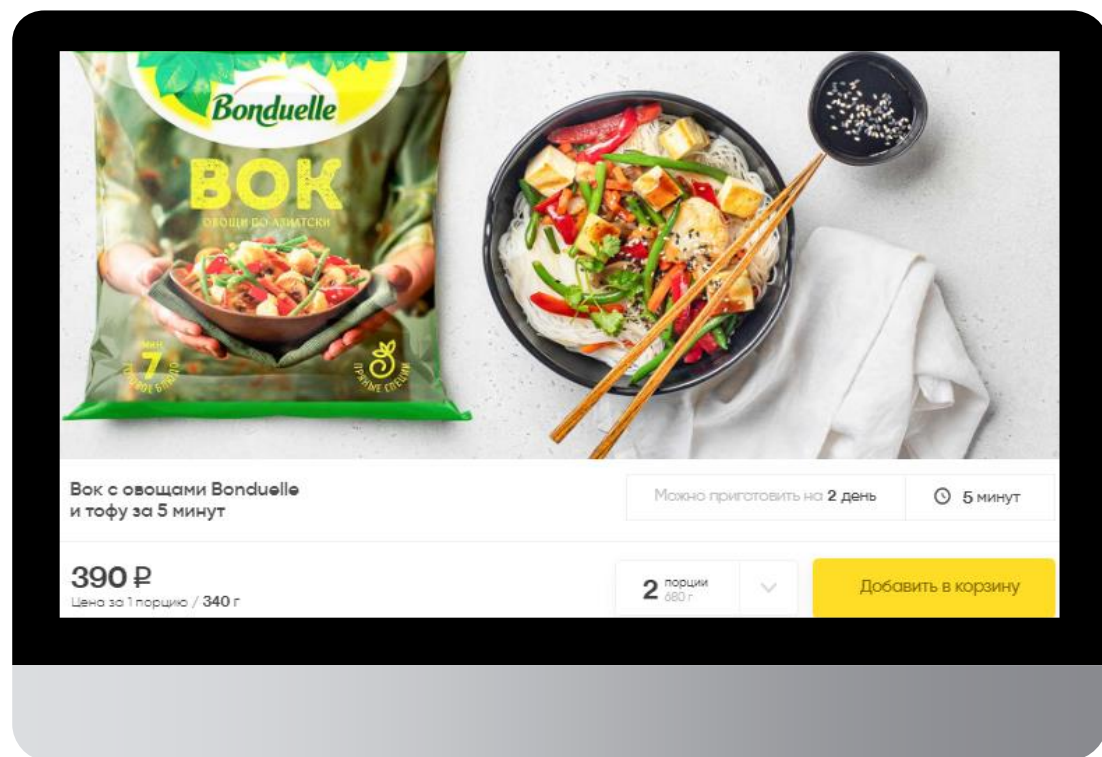 Bonduelle
ВОК
ОВОЩИ ПО-АЗИАТСКИ
МИН.
7
ГОТОВОЕ БЛЮДО
ПРЯНЫЕ СПЕЦИИ
Вок с овощами Bonduelle
и тофу за 5 минут
Можно приготовить на 2 день
5 минут
390 ₽
Цена за 1 порцию / 340 г
2 порции
680 г
Добавить в корзину